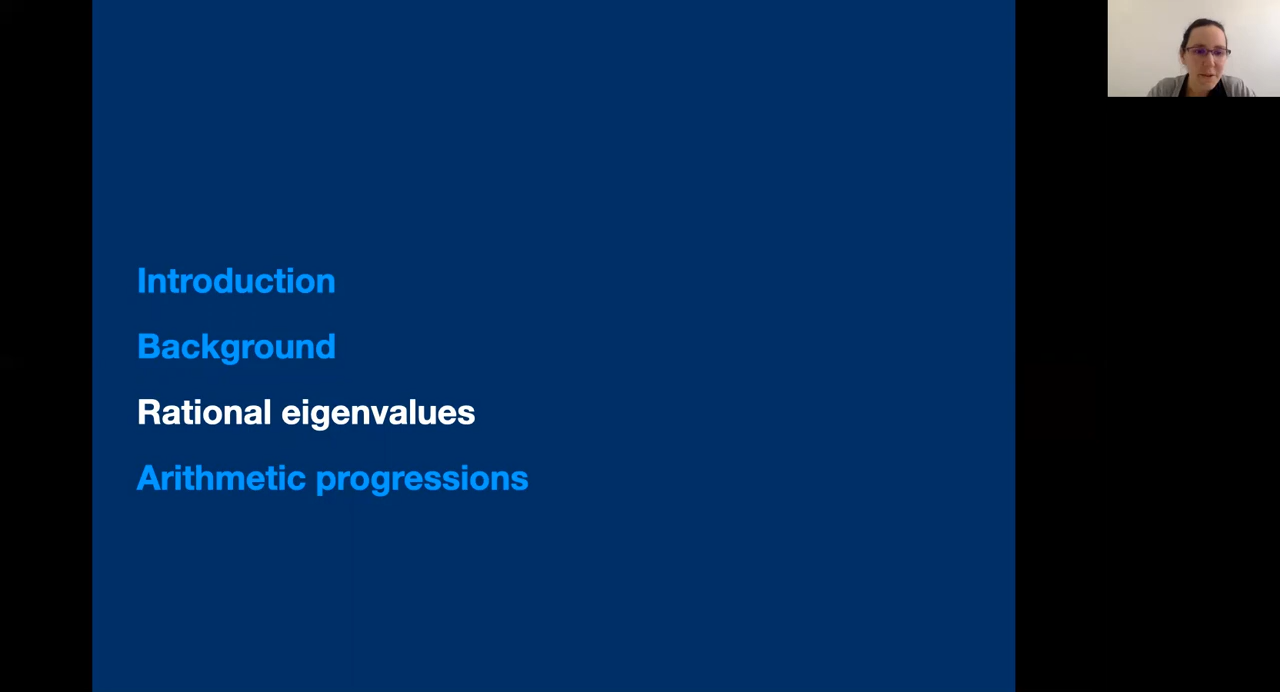 Introduction
Background
Rational eigenvalues
Arithmetic progressions